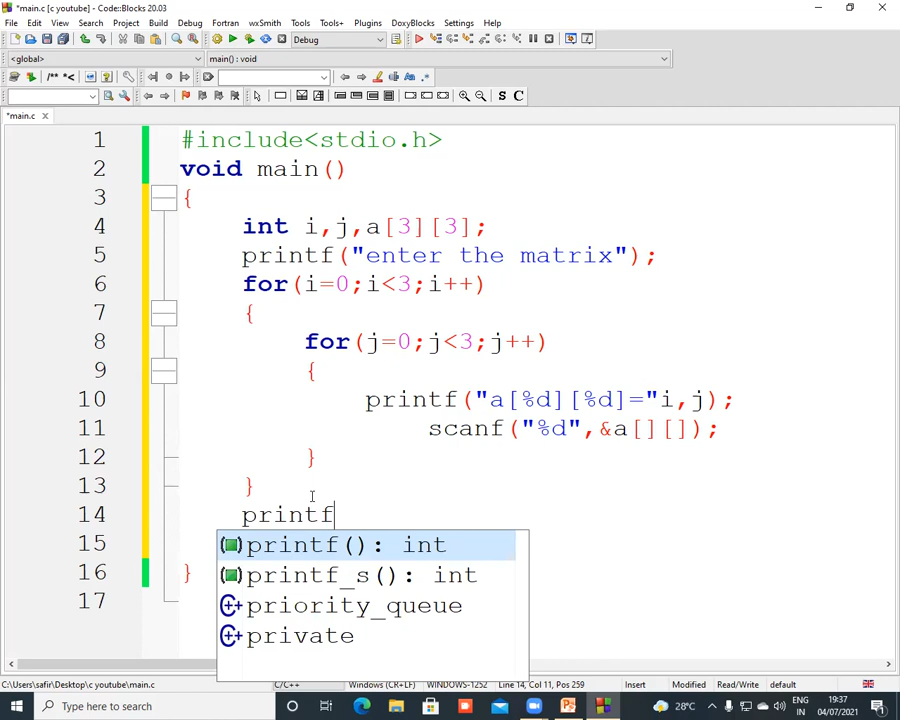 *main.c [c youtube] - Code::Blocks 20.03
File Edit View Search Project Build Debug Fortran wxSmith Tools Tools+ Plugins DoxyBlocks Settings Help
Debug
<global> main() : void
/** *<
S C
*main.c
1 #include<stdio.h>
2 void main()
3 {
4 int i,j,a[3][3];
5 printf("enter the matrix");
6 for(i=0;i<3;i++)
7 {
8 for(j=0;j<3;j++)
9 {
10 printf("a[%d][%d]="i,j);
11 scanf("%d",&a[][]);
12 }
13 }
14 printf
15
16 }
17
printf(): int
printf_s(): int
priority_queue
private
C:\Users\safir\Desktop\c youtube\main.c C/C++ Windows (CR+LF) WINDOWS-1252 Line 14, Col 15, Pos 259 Insert Modified Read/Write default
Type here to search 28°C ENG IN 19:37 04/07/2021 1